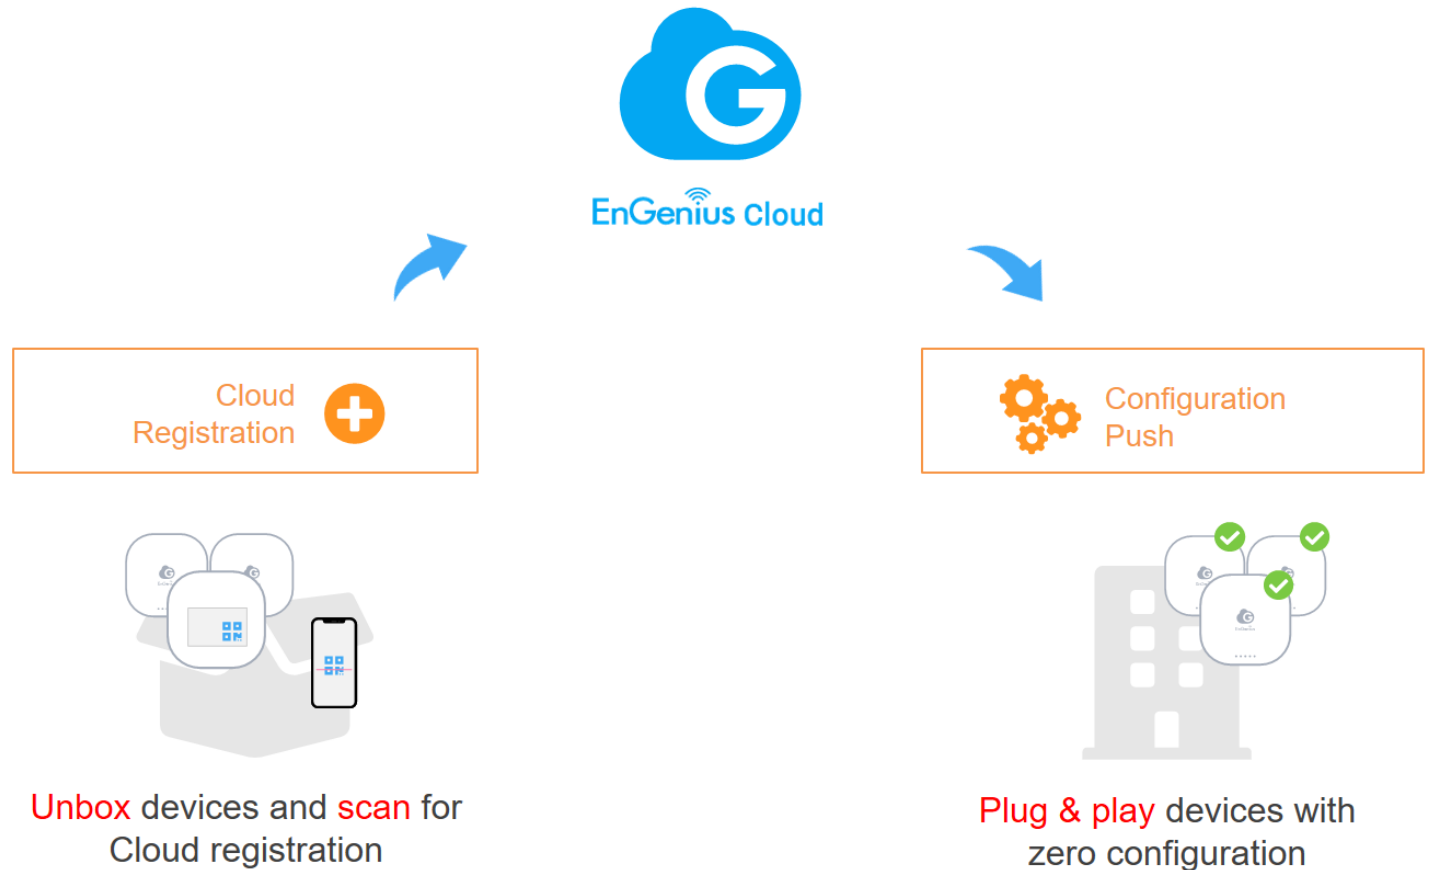 G
EnGenius Cloud
Cloud
Registration
Configuration
Push
G
G
G
G
G
EnGenius
Unbox devices and scan for
Cloud registration
Plug & play devices with
zero configuration